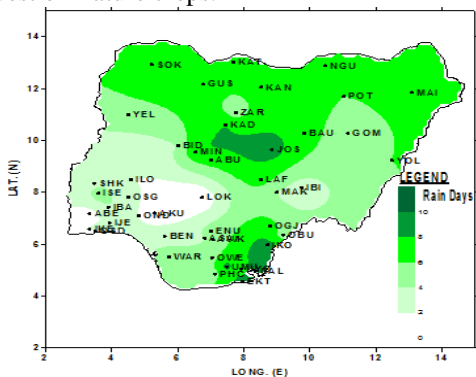 14
12
10
8
6
4
2
LAT.(N)
2 4 6 8 10 12 14
LONG. (E)
SOK
KAT
NGU
GUS
KAN
POT
MAI
YEL
ZAR
KAD
BID
MIN
ABU
JOS
BAU
GOM
YOL
SHK
ISE
ILO
OSG
IBA
ABE
IJE
LOK
LAF
MAK
IBI
BEN
ENU
OGJ
OBU
IKO
WAR
OWE
PHC
EKT
LEGEND
Rain Days
10
8
6
4
2
0